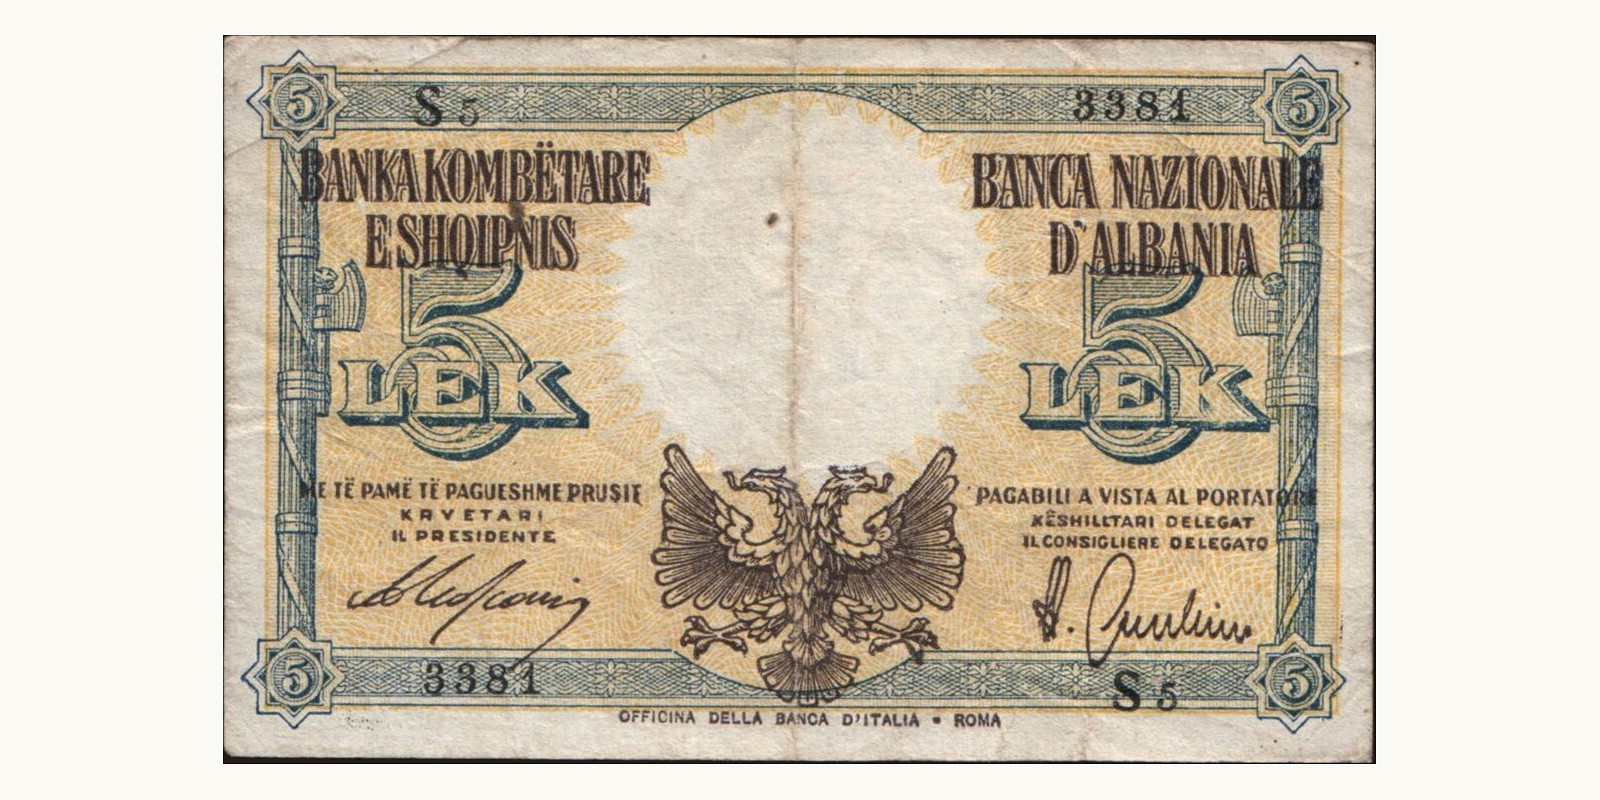 5
S 5
3381
5
BANKA KOMBËTARE
E SHQIPNIS
5
LEK
ME TË PAMË TË PAGUESHME PRUSIE
KRYETARI
IL PRESIDENTE
BANCA NAZIONALE
D'ALBANIA
5
LEK
PAGABILI A VISTA AL PORTATORE
KËSHILLTARI DELEGAT
IL CONSIGLIERE DELEGATO
5
3381
S 5
5
OFFICINA DELLA BANCA D'ITALIA • ROMA